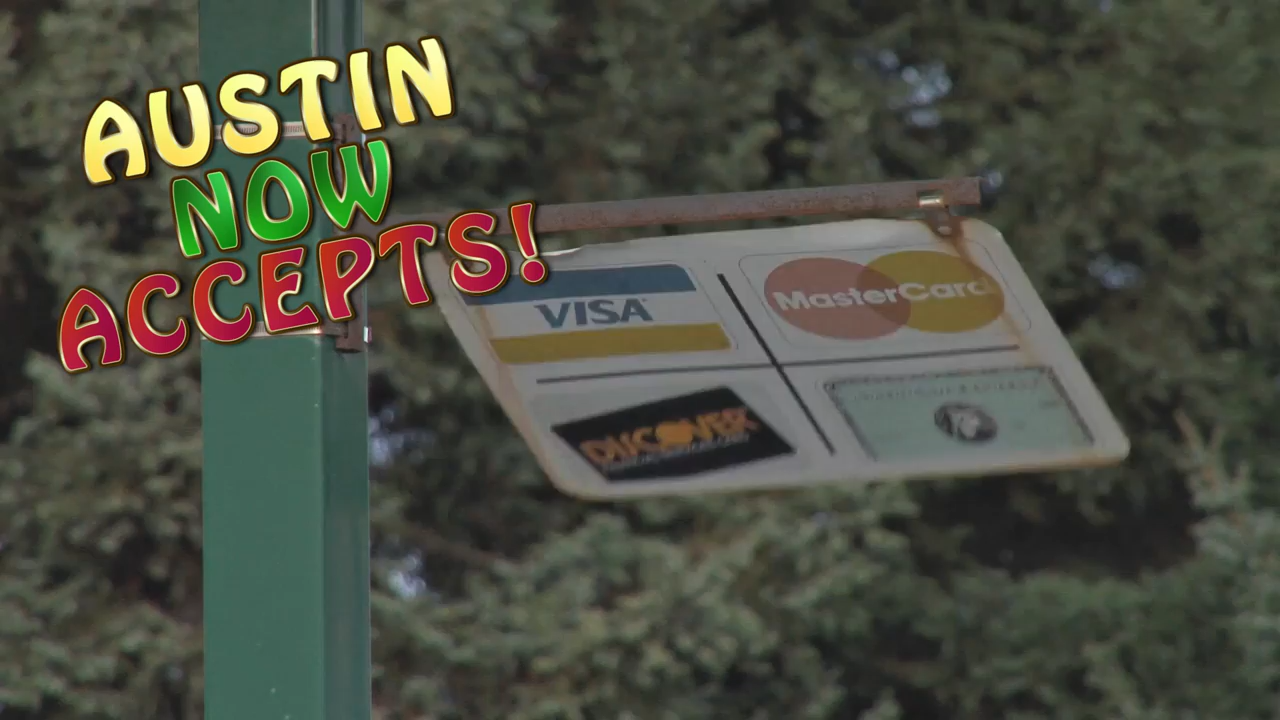 AUSTIN
NOW
ACCEPTS!
VISA
MasterCard
DISCOVER